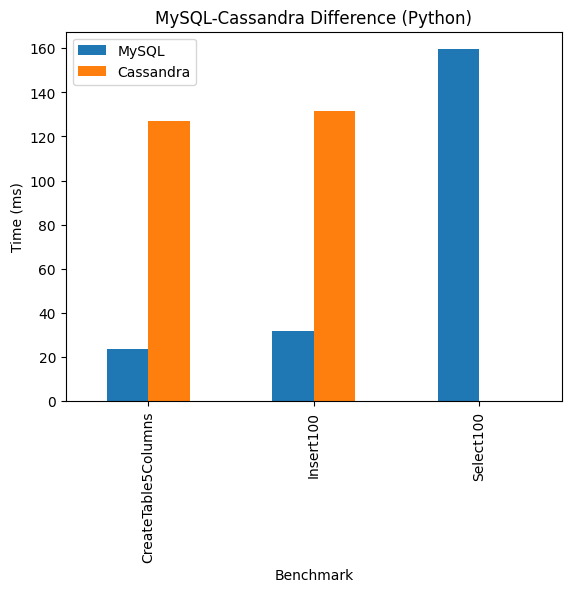 MySQL-Cassandra Difference (Python)
MySQL
Cassandra
Time (ms)
160
140
120
100
80
60
40
20
0
CreateTable5Columns
Insert100
Select100
Benchmark